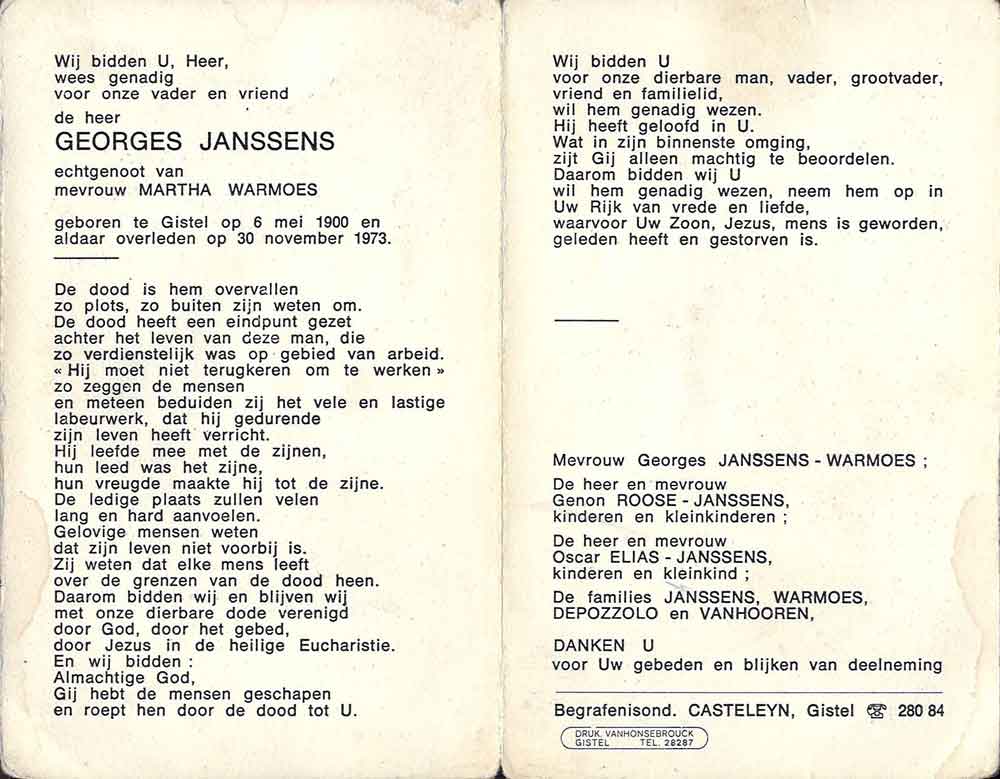 Wij bidden U, Heer,
wees genadig
voor onze vader en vriend
de heer
GEORGES JANSSENS
echtgenoot van
mevrouw MARTHA WARMOES
geboren te Gistel op 6 mei 1900 en
aldaar overleden op 30 november 1973.
De dood is hem overvallen
zo plots, zo buiten zijn weten om.
De dood heeft een eindpunt gezet
achter het leven van deze man, die
zo verdienstelijk was op gebied van arbeid.
« Hij moet niet terugkeren om te werken »
zo zeggen de mensen
en meteen beduiden zij het vele en lastige
labeurwerk, dat hij gedurende
zijn leven heeft verricht.
Hij leefde mee met de zijnen,
hun leed was het zijne,
hun vreugde maakte hij tot de zijne.
De ledige plaats zullen velen
lang en hard aanvoelen.
Gelovige mensen weten
dat zijn leven niet voorbij is.
Zij weten dat elke mens leeft
over de grenzen van de dood heen.
Daarom bidden wij en blijven wij
met onze dierbare dode verenigd
door God, door het gebed,
door Jezus in de heilige Eucharistie.
En wij bidden :
Almachtige God,
Gij hebt de mensen geschapen
en roept hen door de dood tot U.
Wij bidden U
voor onze dierbare man, vader, grootvader,
vriend en familielid,
wil hem genadig wezen.
Hij heeft geloofd in U.
Wat in zijn binnenste omging,
zijt Gij alleen machtig te beoordelen.
Daarom bidden wij U
wil hem genadig wezen, neem hem op in
Uw Rijk van vrede en liefde,
waarvoor Uw Zoon, Jezus, mens is geworden,
geleden heeft en gestorven is.
Mevrouw Georges JANSSENS - WARMOES ;
De heer en mevrouw
Genon ROOSE - JANSSENS,
kinderen en kleinkinderen ;
De heer en mevrouw
Oscar ELIAS - JANSSENS,
kinderen en kleinkind ;
De families JANSSENS, WARMOES,
DEPOZZOLO en VANHOOREN,
DANKEN U
voor Uw gebeden en blijken van deelneming
Begrafenisond. CASTELEYN, Gistel ☎ 280 84
DRUK. VANHONSEBROUCK
GISTEL TEL. 28287